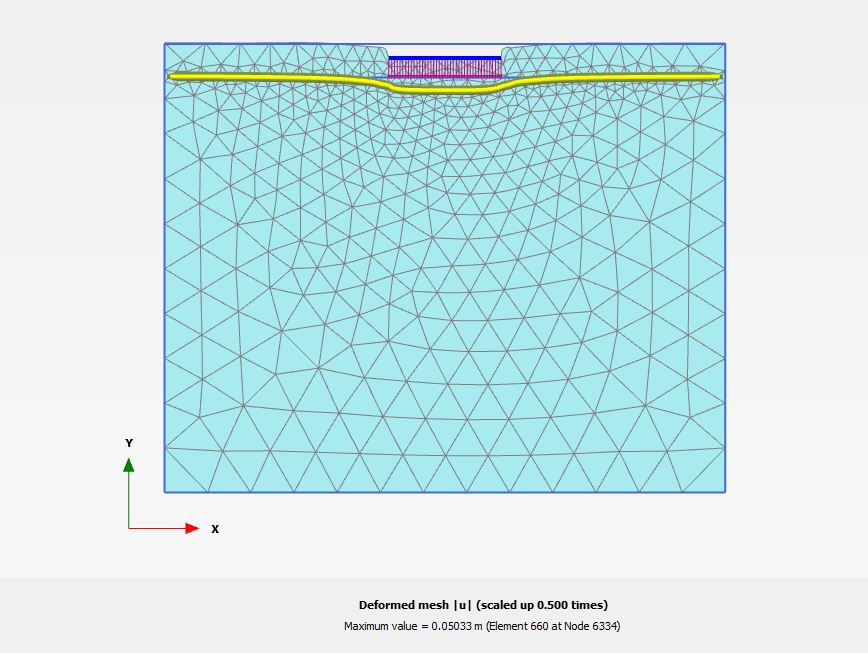 Y
X
Deformed mesh |u| (scaled up 0.500 times)
Maximum value = 0.05033 m (Element 660 at Node 6334)